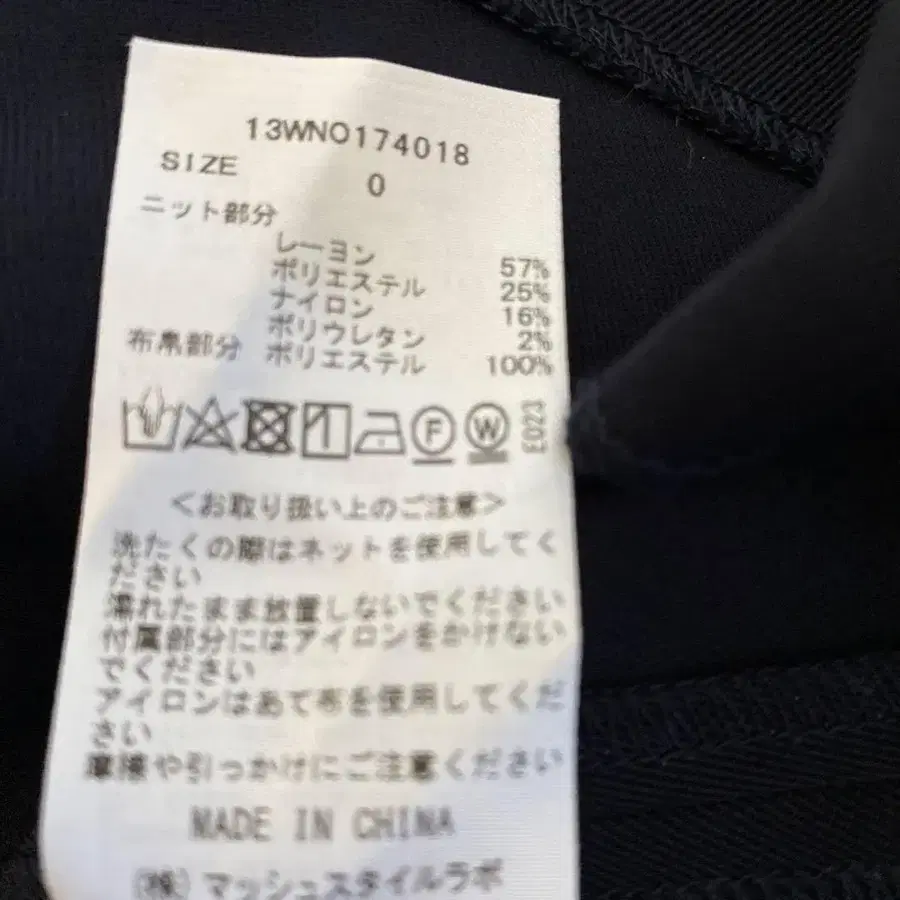 13WNO174018
SIZE
0
ニット部分
レーヨン 57%
ポリエステル 25%
ナイロン 16%
ポリウレタン 2%
布帛部分 ポリエステル 100%
F W E023
<お取り扱い上のご注意>
洗たくの際はネットを使用してく
ださい
濡れたまま放置しないでください
付属部分にはアイロンをかけない
でください
アイロンはあて布を使用してくだ
さい
摩擦や引っかけにご注意ください
MADE IN CHINA
(株)マッシュスタイルラボ